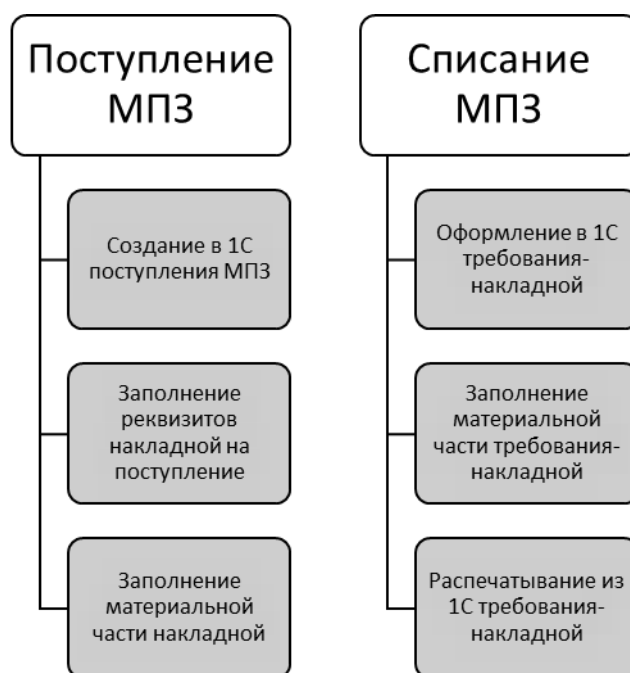 Поступление
МПЗ
Создание в 1С
поступления МПЗ
Заполнение
реквизитов
накладной на
поступление
Заполнение
материальной
части накладной
Списание
МПЗ
Оформление в 1С
требования-
накладной
Заполнение
материальной
части требования-
накладной
Распечатывание из
1С требования-
накладной